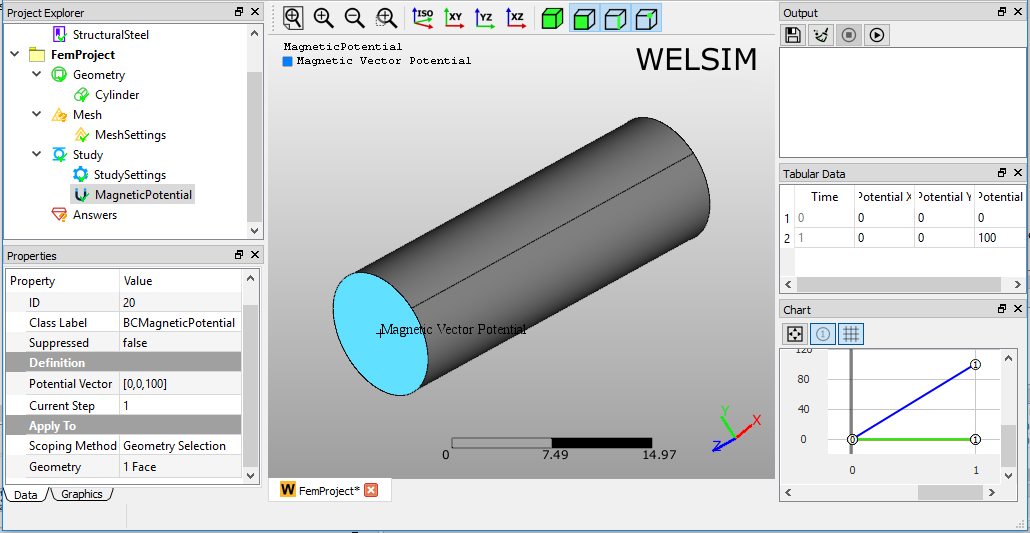 Project Explorer
StructuralSteel
FemProject
Geometry
Cylinder
Mesh
MeshSettings
Study
StudySettings
MagneticPotential
Answers
Properties
Property Value
ID 20
Class Label BCMagneticPotential
Suppressed false
Definition
Potential Vector [0,0,100]
Current Step 1
Apply To
Scoping Method Geometry Selection
Geometry 1 Face
Data Graphics
ISO XY YZ XZ
MagneticPotential
Magnetic Vector Potential
WELSIM
Magnetic Vector Potential
Y
X
Z
0 7.49 14.97
W FemProject*
Output
Tabular Data
Time Potential X Potential Y Potential
1 0 0 0 0
2 1 0 0 100
Chart
1
120
80
40
0
0 1
0 1 1